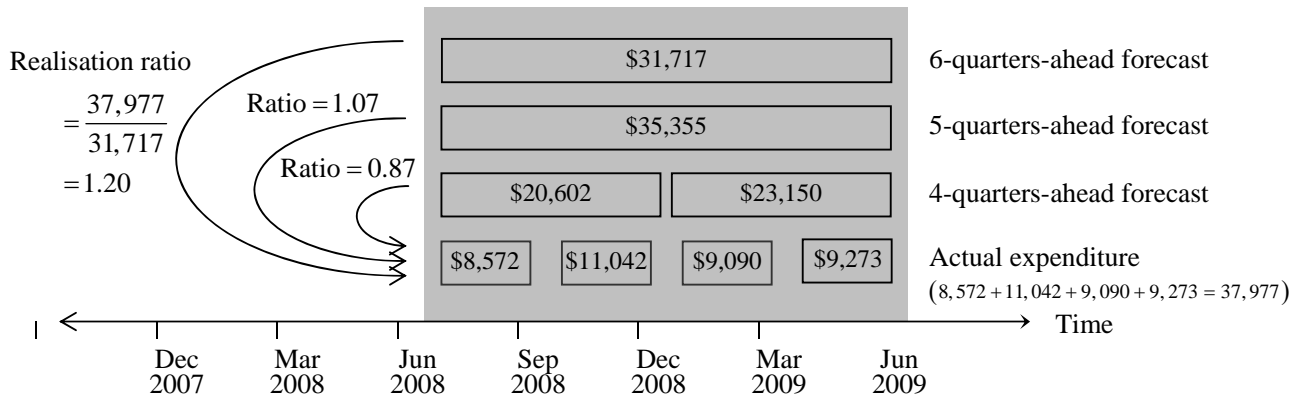 Realisation ratio
= 37,977 / 31,717
= 1.20
Ratio = 1.07
Ratio = 0.87
$31,717
6-quarters-ahead forecast
$35,355
5-quarters-ahead forecast
$20,602 $23,150
4-quarters-ahead forecast
$8,572 $11,042 $9,090 $9,273
Actual expenditure
(8,572+11,042+9,090+9,273 = 37,977)
Time
Dec Mar Jun Sep Dec Mar Jun
2007 2008 2008 2008 2008 2009 2009